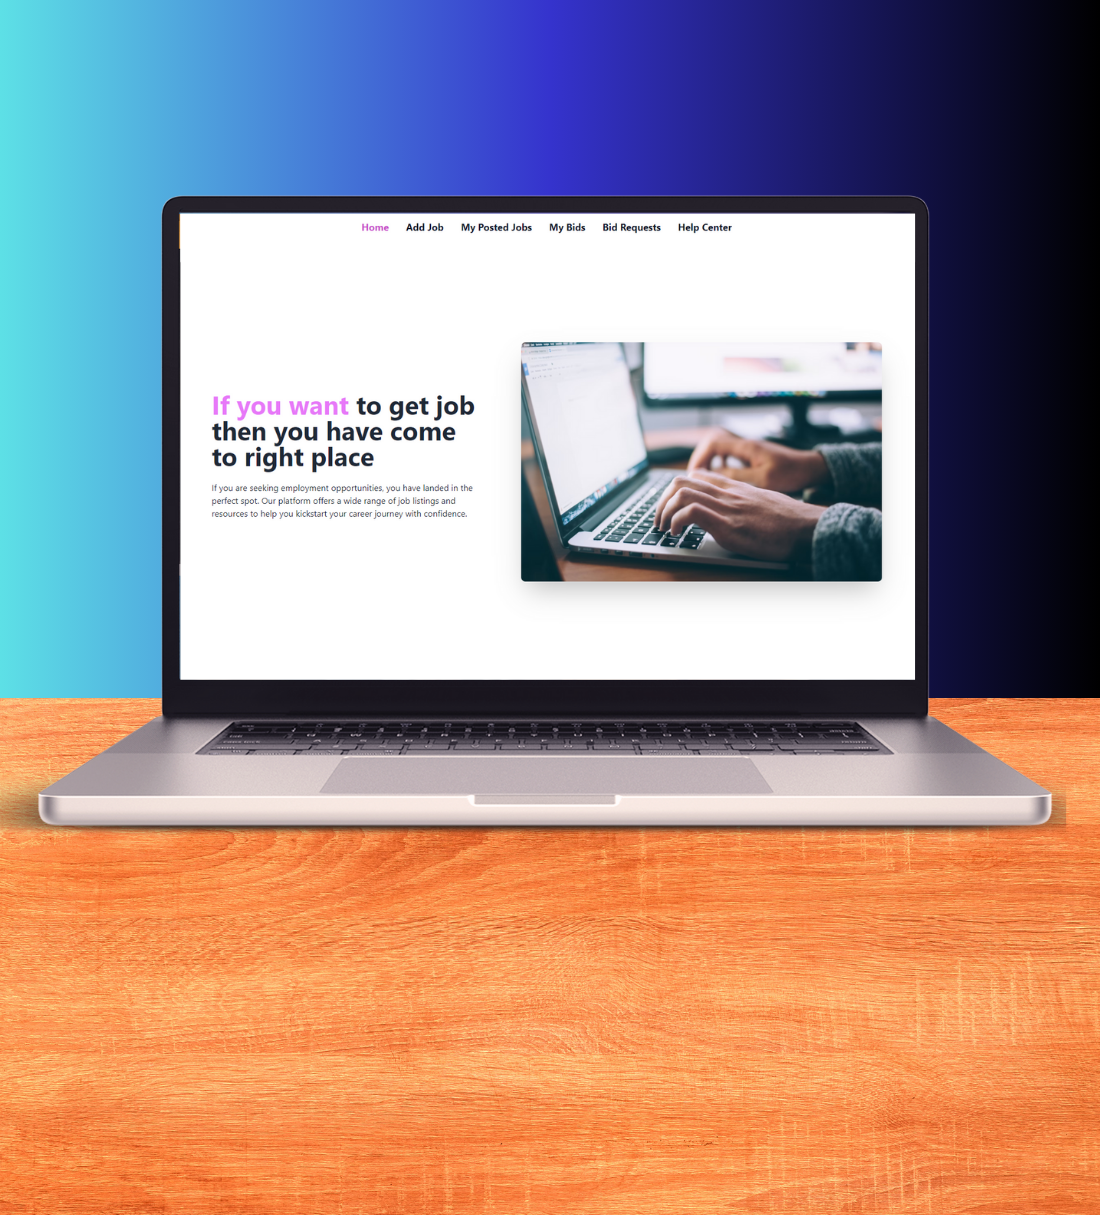 Home Add Job My Posted Jobs My Bids Bid Requests Help Center
If you want to get job
then you have come
to right place
If you are seeking employment opportunities, you have landed in the
perfect spot. Our platform offers a wide range of job listings and
resources to help you kickstart your career journey with confidence.